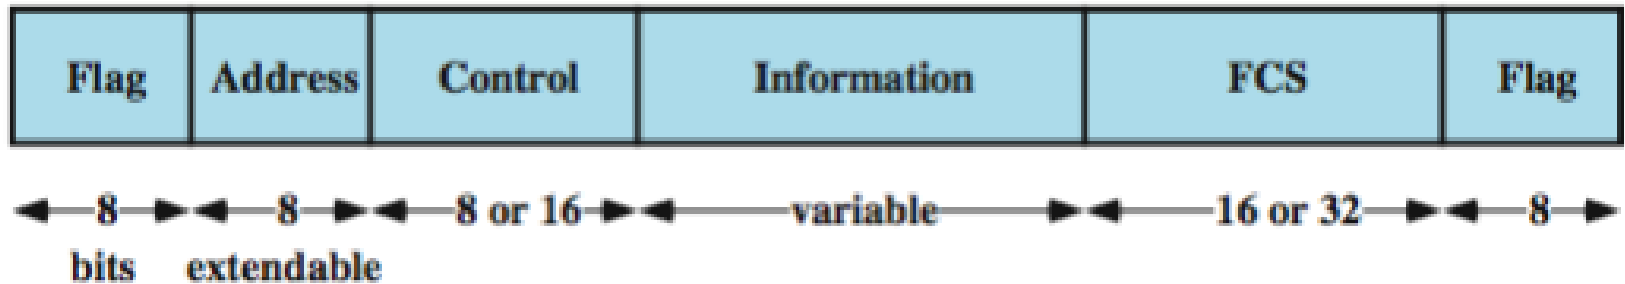 Flag Address Control Information FCS Flag
8 8 8 or 16 variable 16 or 32 8
bits extendable